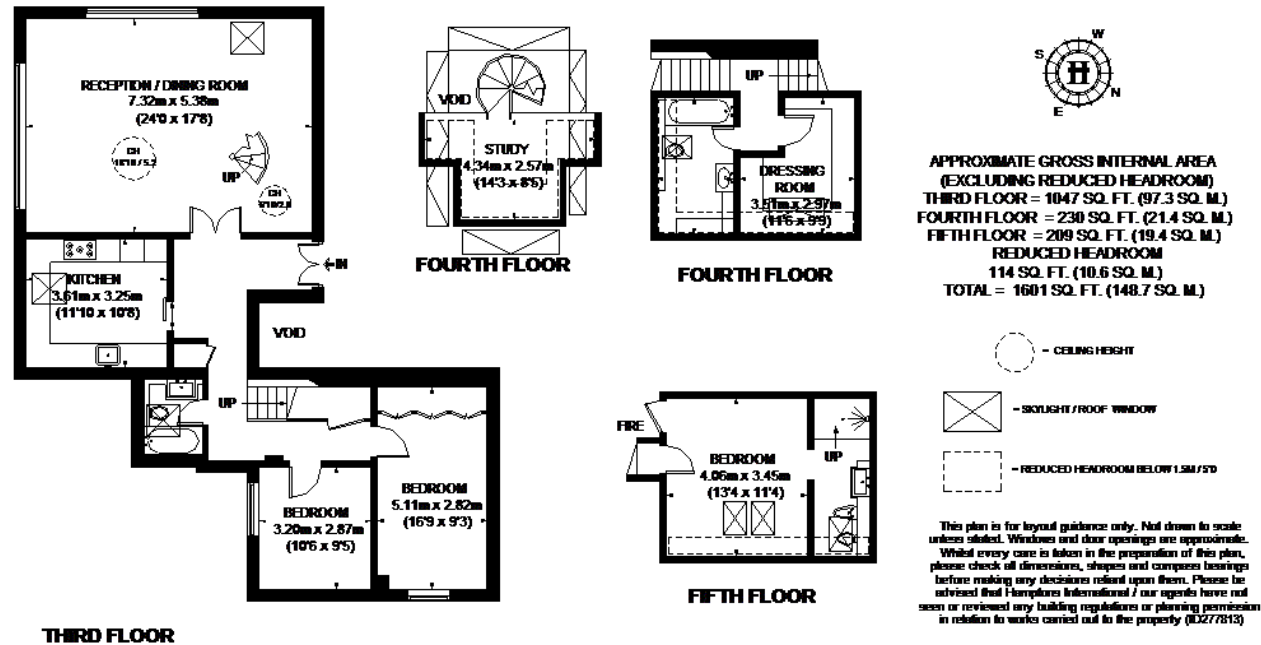 RECEPTION / DINING ROOM
7.32m x 5.38m
(24'0 x 17'8)
CH
CH
UP
KITCHEN
3.61m x 3.25m
(11'10 x 10'8)
IN
VOID
UP
BEDROOM
5.11m x 2.82m
(16'9 x 9'3)
BEDROOM
3.20m x 2.87m
(10'6 x 9'5)
THIRD FLOOR
VOID
STUDY
4.34m x 2.57m
(14'3 x 8'5)
FOURTH FLOOR
UP
DRESSING
ROOM
3.51m x 2.97m
(11'6 x 9'9)
FOURTH FLOOR
FIRE
BEDROOM
4.06m x 3.45m
(13'4 x 11'4)
UP
FIFTH FLOOR
W
S
H
N
E
APPROXIMATE GROSS INTERNAL AREA
(EXCLUDING REDUCED HEADROOM)
THIRD FLOOR = 1047 SQ. FT. (97.3 SQ. M.)
FOURTH FLOOR = 230 SQ. FT. (21.4 SQ. M.)
FIFTH FLOOR = 209 SQ. FT. (19.4 SQ. M.)
REDUCED HEADROOM
114 SQ. FT. (10.6 SQ. M.)
TOTAL = 1601 SQ. FT. (148.7 SQ. M.)
= CEILING HEIGHT
= SKYLIGHT / ROOF WINDOW
= REDUCED HEADROOM BELOW 1.5M / 5'0
This plan is for layout guidance only. Not drawn to scale
unless stated. Windows and door openings are approximate.
Whilst every care is taken in the preparation of this plan,
please check all dimensions, shapes and compass bearings
before making any decisions reliant upon them. Please be
advised that Hamptons International / our agents have not
seen or reviewed any building regulations or planning permission
in relation to works carried out to the property (ID277813)